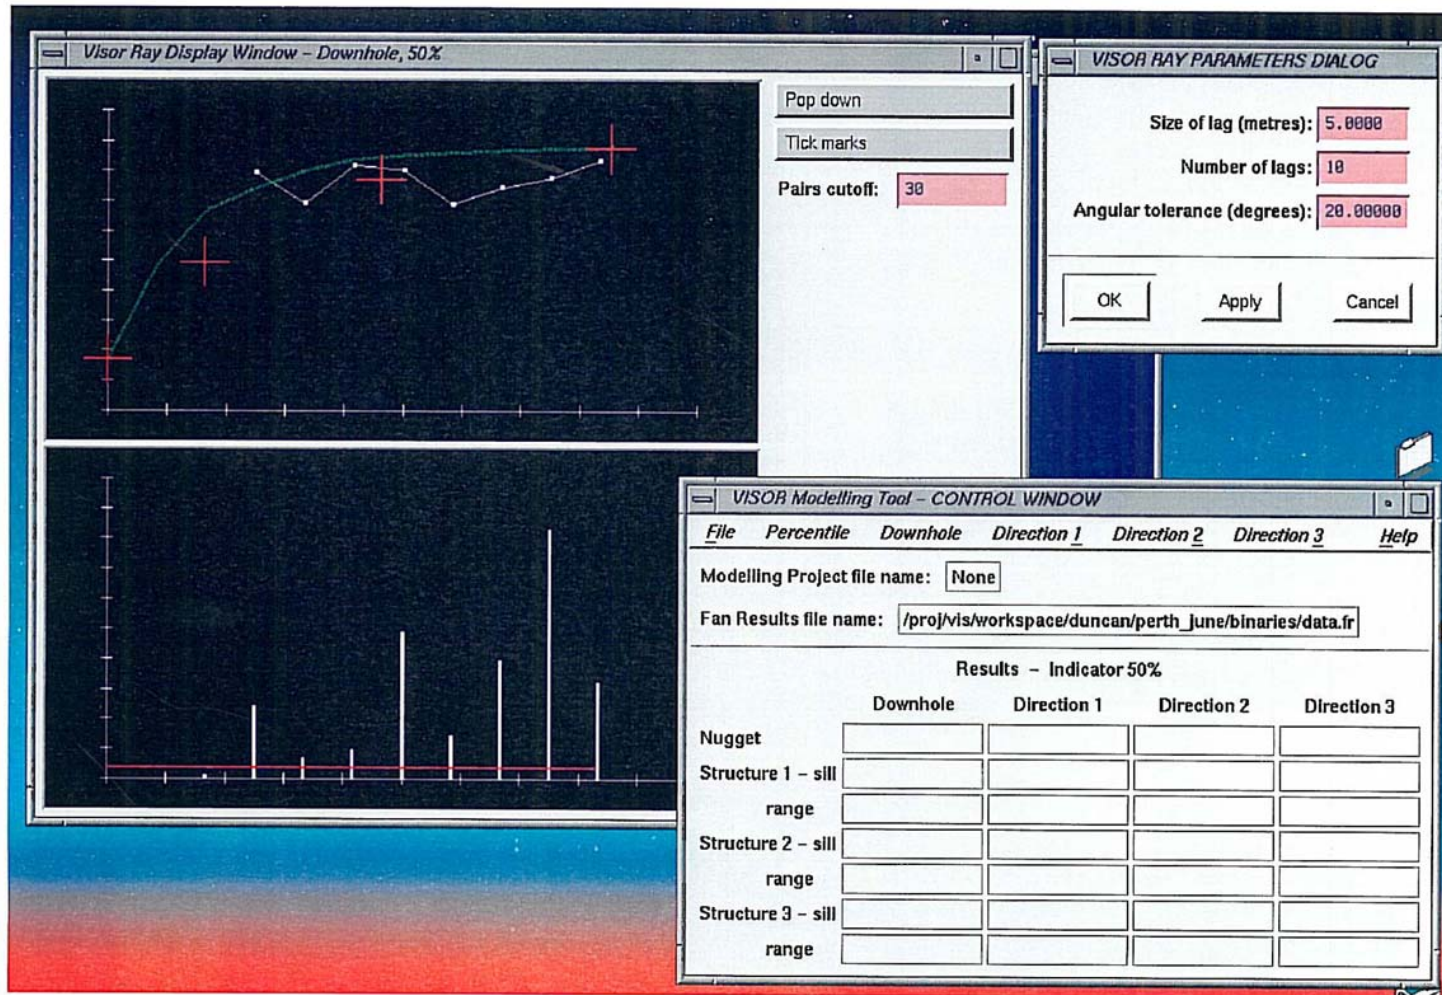 Visor Ray Display Window – Downhole, 50%
Pop down
Tick marks
Pairs cutoff: 30
VISOR RAY PARAMETERS DIALOG
Size of lag (metres): 5.0000
Number of lags: 10
Angular tolerance (degrees): 20.00000
OK Apply Cancel
VISOR Modelling Tool – CONTROL WINDOW
File Percentile Downhole Direction 1 Direction 2 Direction 3 Help
Modelling Project file name: None
Fan Results file name: /proj/vis/workspace/duncan/perth_june/binaries/data.fr
Results – Indicator 50%
Downhole Direction 1 Direction 2 Direction 3
Nugget
Structure 1 – sill
range
Structure 2 – sill
range
Structure 3 – sill
range